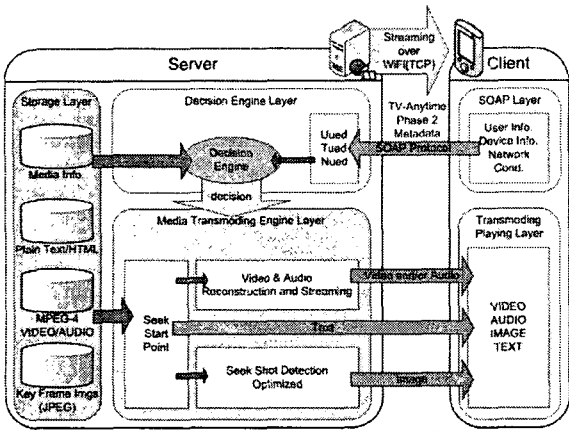 Streaming
over
WiFi(TCP)
Server
Client
Storage Layer
Media Info.
Plain Text/HTML
MPEG-4
VIDEO/AUDIO
Key Frame Imgs
(JPEG)
Decision Engine Layer
Decision
Engine
decision
Uued
Tued
Nued
TV-Anytime
Phase 2
Metadata
SOAP Protocol
SOAP Layer
User Info.
Device Info.
Network
Cond.
Media Transmoding Engine Layer
Seek
Start
Point
Video & Audio
Reconstruction and Streaming
Seek Shot Detection
Optimized
Video and/or Audio
Text
Image
Transmoding
Playing Layer
VIDEO
AUDIO
IMAGE
TEXT